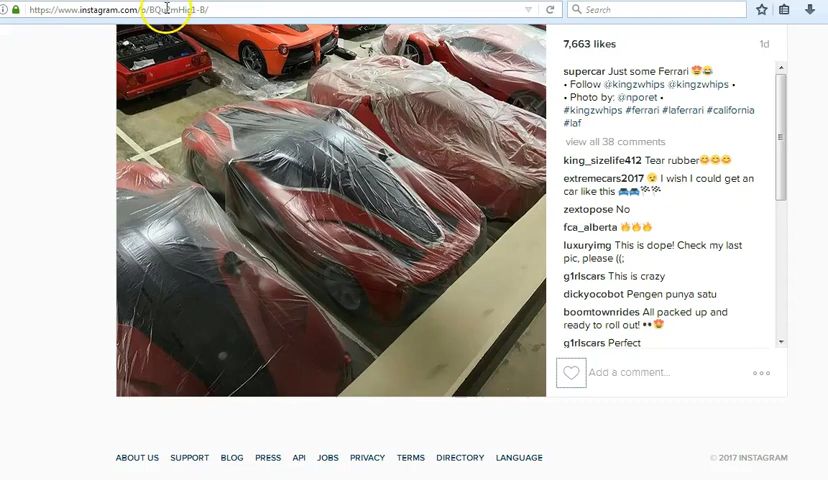 Search
7,663 likes
1d
supercar Just some Ferrari 😍😂
• Follow @kingzwhips @kingzwhips •
• Photo by: @nporet •
#kingzwhips #ferrari #laferrari #california
#laf
view all 38 comments
king_sizelife412 Tear rubber😊😊😊
extremecars2017 😉 I wish I could get an
car like this 🚘🚘🏁🏁
zextopose No
fca_alberta 🔥🔥🔥
luxuryimg This is dope! Check my last
pic, please ((;
g1rlscars This is crazy
dickyocobot Pengen punya satu
boomtownrides All packed up and
ready to roll out! 👀😍
g1rlscars Perfect
Add a comment...
ABOUT US SUPPORT BLOG PRESS API JOBS PRIVACY TERMS DIRECTORY LANGUAGE
© 2017 INSTAGRAM